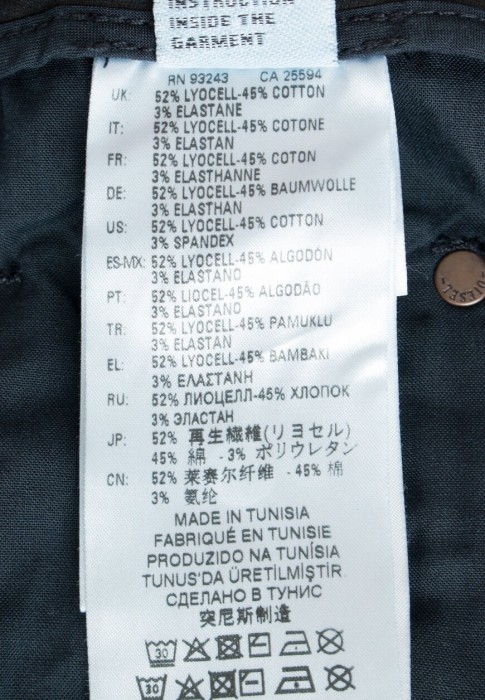 INSTRUCTION
INSIDE THE
GARMENT
RN 93243 CA 25594
UK: 52% LYOCELL-45% COTTON
3% ELASTANE
IT: 52% LYOCELL-45% COTONE
3% ELASTAN
FR: 52% LYOCELL-45% COTON
3% ELASTHANNE
DE: 52% LYOCELL-45% BAUMWOLLE
3% ELASTHAN
US: 52% LYOCELL-45% COTTON
3% SPANDEX
ES-MX: 52% LYOCELL-45% ALGODÓN
3% ELASTANO
PT: 52% LIOCEL-45% ALGODÃO
3% ELASTANO
TR: 52% LYOCELL-45% PAMUKLU
3% ELASTAN
EL: 52% LYOCELL-45% BAMBAKI
3% ΕΛΑΣΤΑΝΗ
RU: 52% ЛИОЦЕЛЛ-45% ХЛОПОК
3% ЭЛАСТАН
JP: 52% 再生繊維(リヨセル)
45% 綿 - 3% ポリウレタン
CN: 52% 莱赛尔纤维 - 45% 棉
3% 氨纶
MADE IN TUNISIA
FABRIQUÉ EN TUNISIE
PRODUZIDO NA TUNÍSIA
TUNUS'DA ÜRETİLMİŞTİR
СДЕЛАНО В ТУНИС
突尼斯制造
30
30
DIESEL